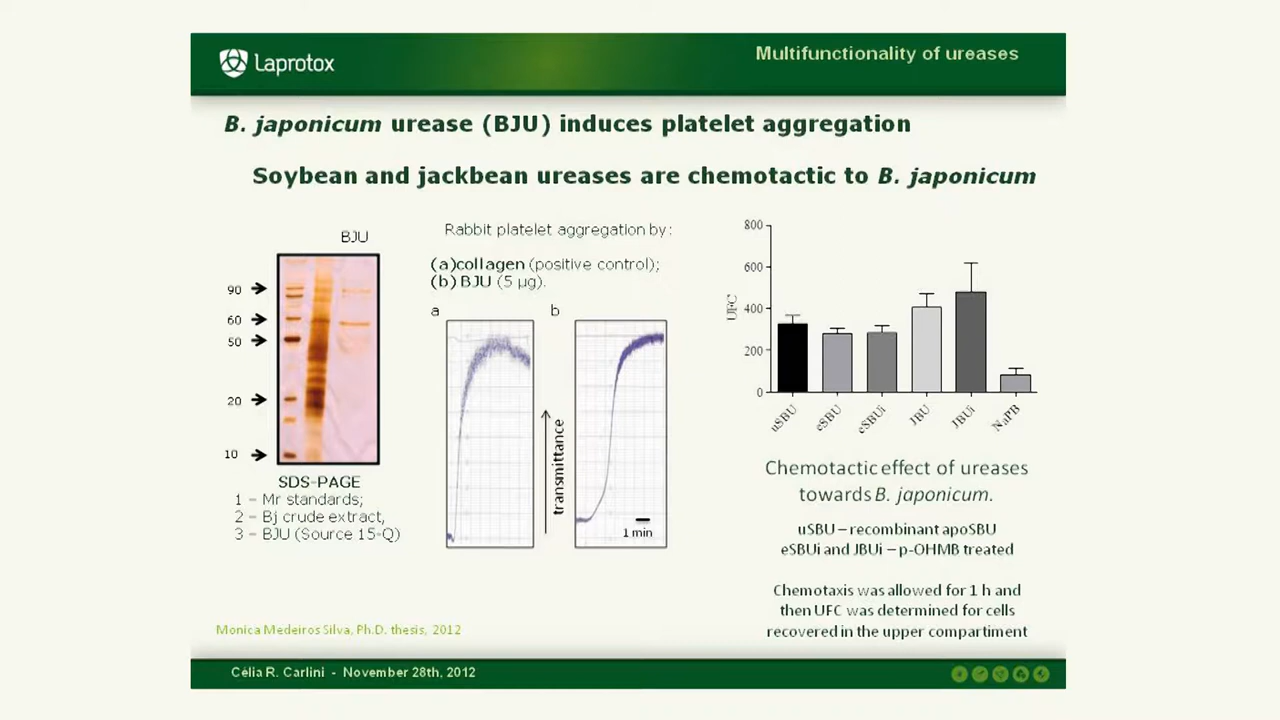 Laprotox
Multifunctionality of ureases
B. japonicum urease (BJU) induces platelet aggregation
Soybean and jackbean ureases are chemotactic to B. japonicum
BJU
90
60
50
20
10
SDS-PAGE
1 – Mr standards;
2 – Bj crude extract,
3 – BJU (Source 15-Q)
Rabbit platelet aggregation by:
(a)collagen (positive control);
(b) BJU (5 µg).
a
b
transmittance
1 min
800
600
400
200
0
UFC
uSBU
eSBU
eSBUi
JBU
JBUi
NaPB
Chemotactic effect of ureases
towards B. japonicum.
uSBU – recombinant apoSBU
eSBUi and JBUi – p-OHMB treated
Chemotaxis was allowed for 1 h and
then UFC was determined for cells
recovered in the upper compartiment
Monica Medeiros Silva, Ph.D. thesis, 2012
Célia R. Carlini - November 28th, 2012